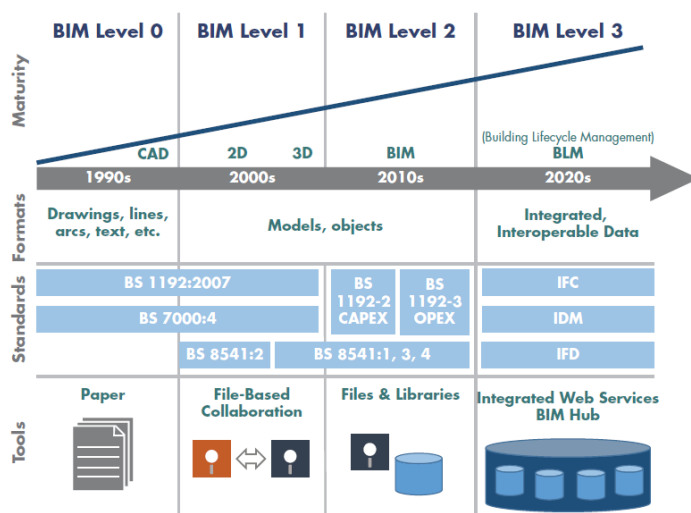 BIM Level 0
BIM Level 1
BIM Level 2
BIM Level 3
Maturity
(Building Lifecycle Management)
CAD
2D
3D
BIM
BLM
1990s
2000s
2010s
2020s
Formats
Drawings, lines,
arcs, text, etc.
Models, objects
Integrated,
Interoperable Data
Standards
BS 1192:2007
BS 7000:4
BS 8541:2
BS 8541:1, 3, 4
BS
1192-2
CAPEX
BS
1192-3
OPEX
IFC
IDM
IFD
Tools
Paper
File-Based
Collaboration
Files & Libraries
Integrated Web Services
BIM Hub